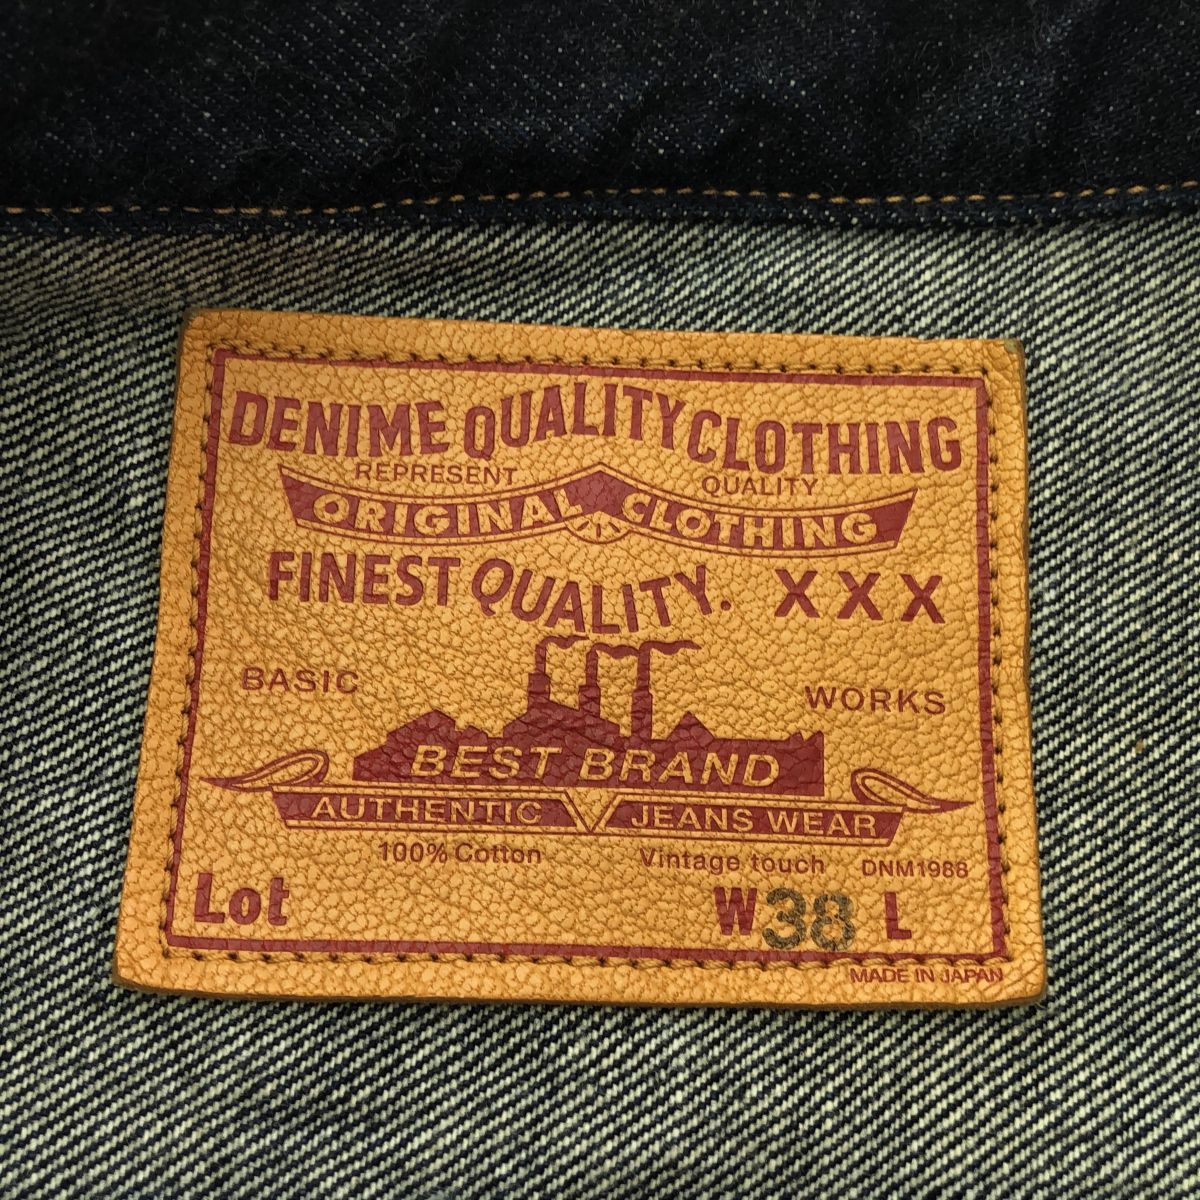 DENIME QUALITY CLOTHING
REPRESENT QUALITY
ORIGINAL CLOTHING
FINEST QUALITY. XXX
BASIC WORKS
BEST BRAND
AUTHENTIC JEANS WEAR
100% Cotton Vintage touch DNM1988
Lot W38 L
MADE IN JAPAN